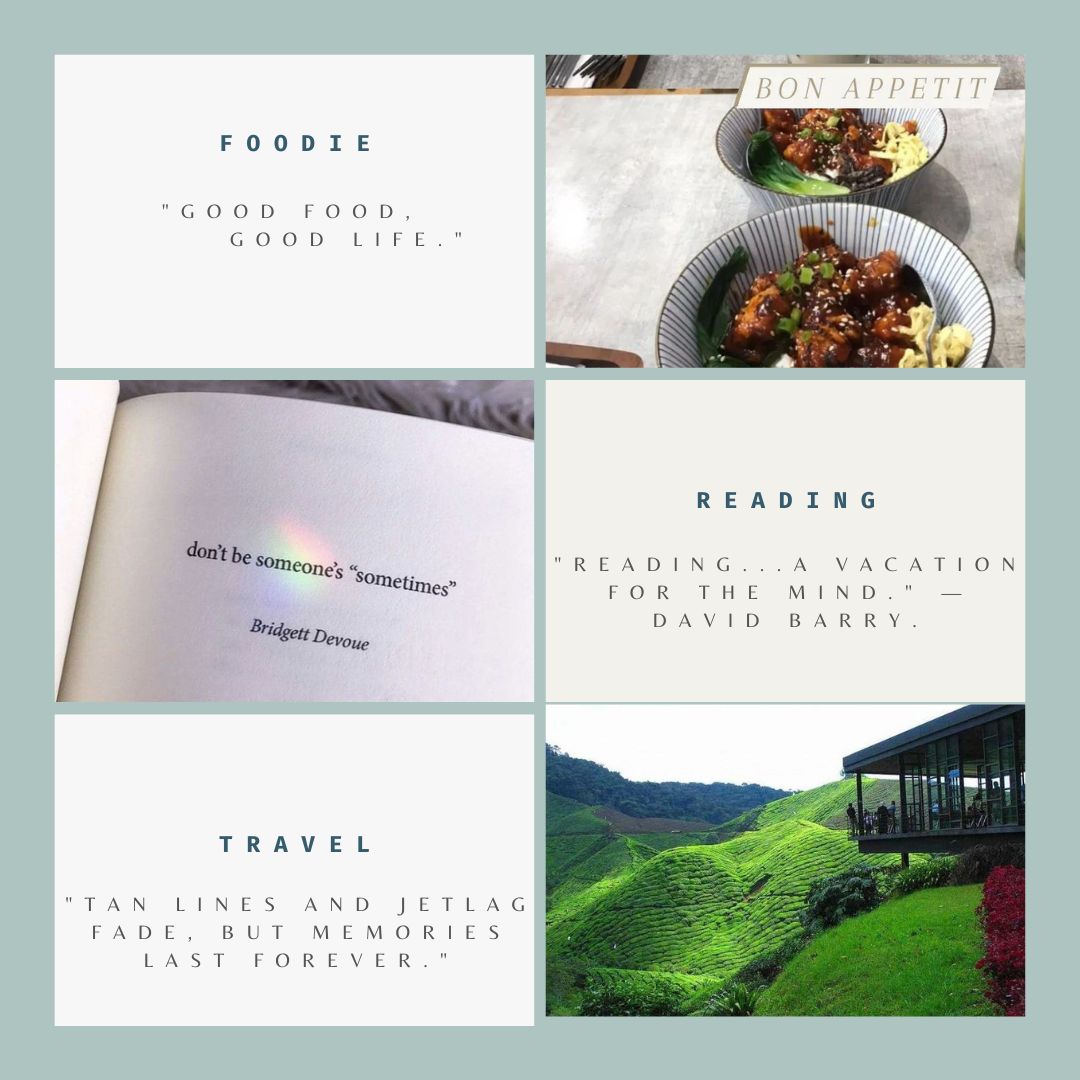 FOODIE
"GOOD FOOD,
GOOD LIFE."
BON APPETIT
don't be someone's “sometimes”
Bridgett Devoue
READING
"READING...A VACATION
FOR THE MIND." —
DAVID BARRY.
TRAVEL
"TAN LINES AND JETLAG
FADE, BUT MEMORIES
LAST FOREVER."